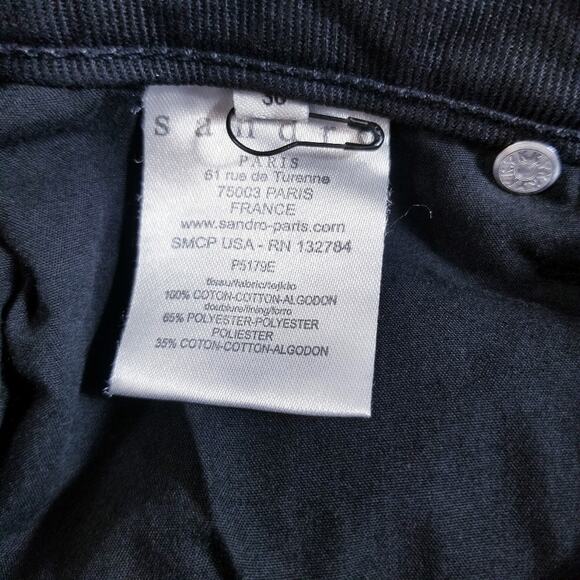 36
sandro
PARIS
61 rue de Turenne
75003 PARIS
FRANCE
www.sandro-paris.com
SMCP USA - RN 132784
P5179E
tissu/fabric/tejido
100% COTON-COTTON-ALGODON
doublure/lining/forro
65% POLYESTER-POLYESTER
POLIESTER
35% COTON-COTTON-ALGODON